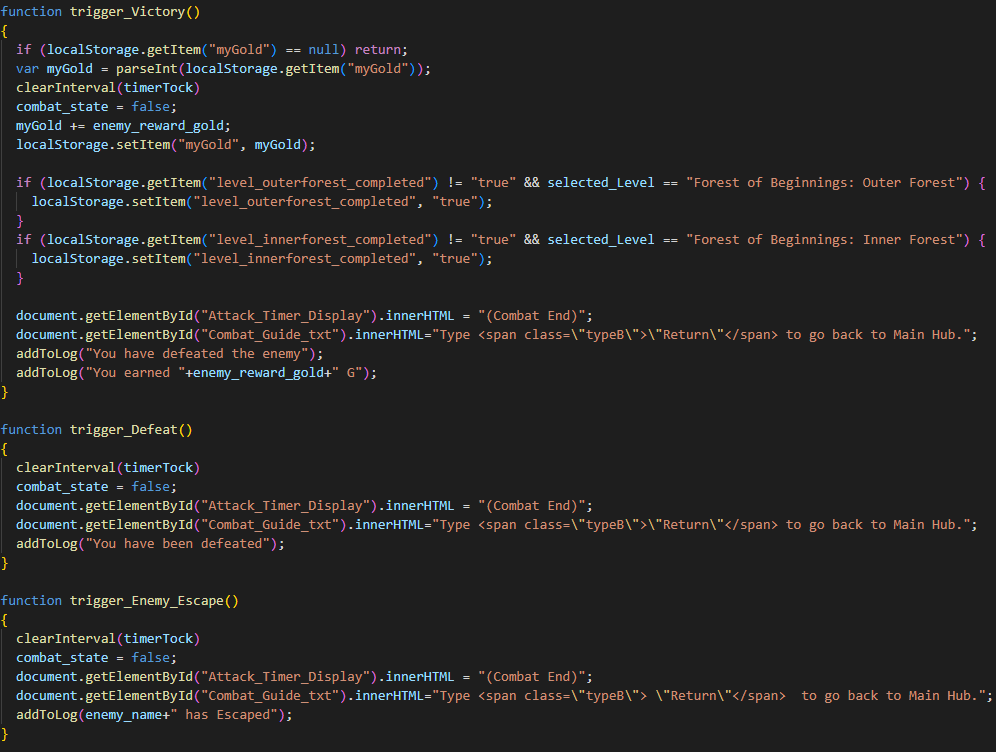 function trigger_Victory()
{
  if (localStorage.getItem("myGold") == null) return;
  var myGold = parseInt(localStorage.getItem("myGold"));
  clearInterval(timerTock)
  combat_state = false;
  myGold += enemy_reward_gold;
  localStorage.setItem("myGold", myGold);

  if (localStorage.getItem("level_outerforest_completed") != "true" && selected_Level == "Forest of Beginnings: Outer Forest") {
    localStorage.setItem("level_outerforest_completed", "true");
  }
  if (localStorage.getItem("level_innerforest_completed") != "true" && selected_Level == "Forest of Beginnings: Inner Forest") {
    localStorage.setItem("level_innerforest_completed", "true");
  }

  document.getElementById("Attack_Timer_Display").innerHTML = "(Combat End)";
  document.getElementById("Combat_Guide_txt").innerHTML="Type <span class=\"typeB\">\"Return\"</span> to go back to Main Hub.";
  addToLog("You have defeated the enemy");
  addToLog("You earned "+enemy_reward_gold+" G");
}

function trigger_Defeat()
{
  clearInterval(timerTock)
  combat_state = false;
  document.getElementById("Attack_Timer_Display").innerHTML = "(Combat End)";
  document.getElementById("Combat_Guide_txt").innerHTML="Type <span class=\"typeB\">\"Return\"</span> to go back to Main Hub.";
  addToLog("You have been defeated");
}

function trigger_Enemy_Escape()
{
  clearInterval(timerTock)
  combat_state = false;
  document.getElementById("Attack_Timer_Display").innerHTML = "(Combat End)";
  document.getElementById("Combat_Guide_txt").innerHTML="Type <span class=\"typeB\"> \"Return\"</span>  to go back to Main Hub.";
  addToLog(enemy_name+" has Escaped");
}